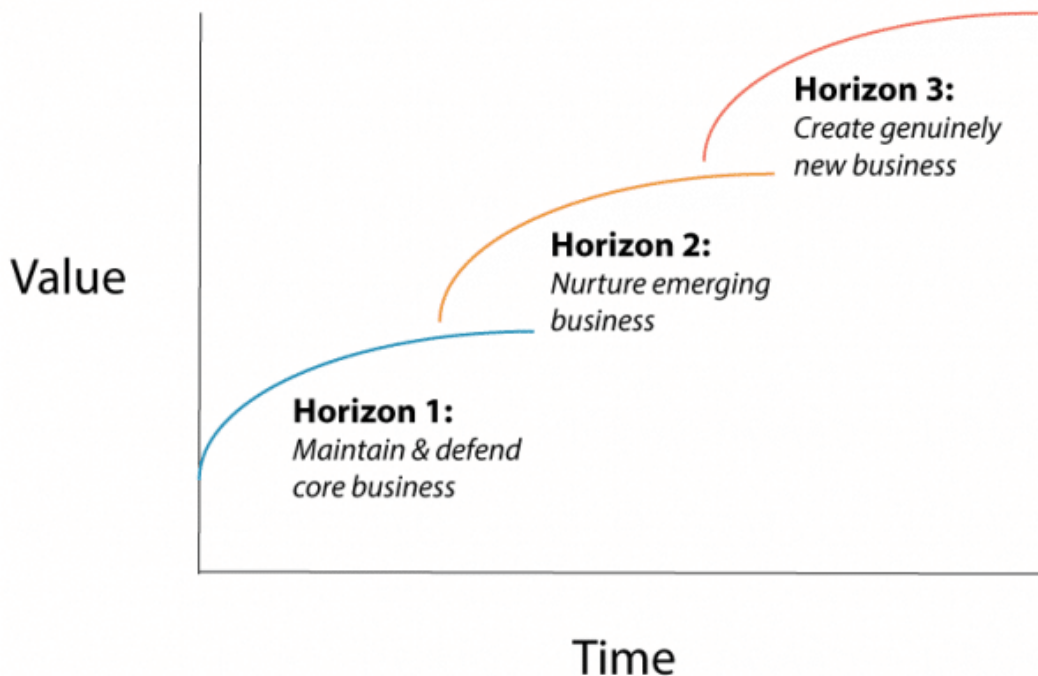 Horizon 3:
Create genuinely
new business
Horizon 2:
Nurture emerging
business
Value
Horizon 1:
Maintain & defend
core business
Time